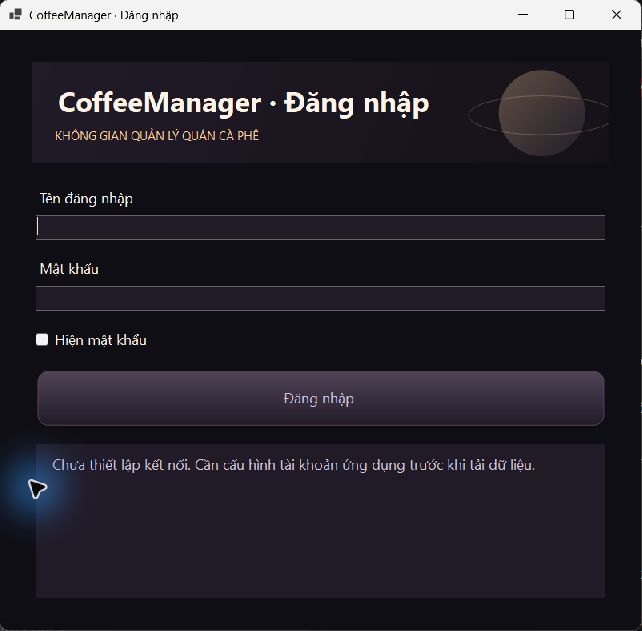 CoffeeManager · Đăng nhập
CoffeeManager · Đăng nhập
KHÔNG GIAN QUẢN LÝ QUÁN CÀ PHÊ
Tên đăng nhập
Mật khẩu
Hiện mật khẩu
Đăng nhập
Chưa thiết lập kết nối. Cần cấu hình tài khoản ứng dụng trước khi tải dữ liệu.